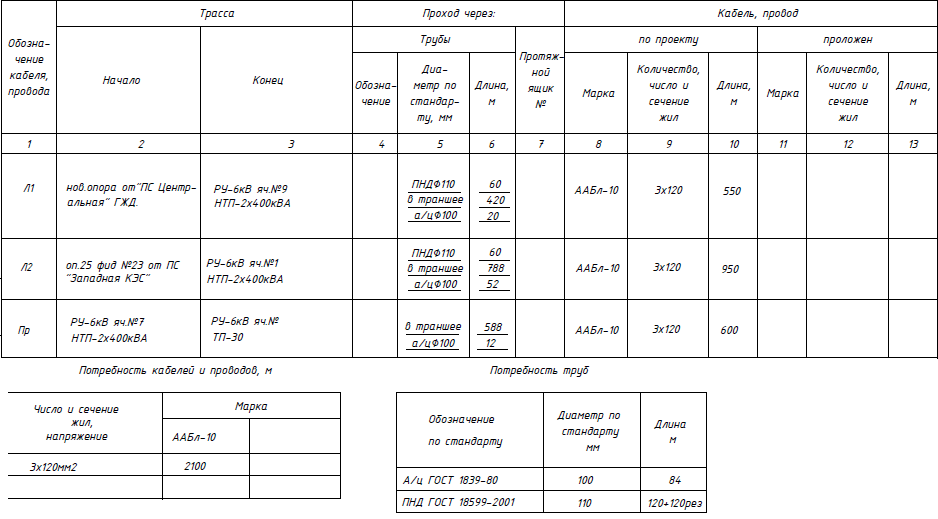 Трасса
Проход через:
Кабель, провод
Обозна-
чение
кабеля,
провода
Начало
Конец
Трубы
Протяж-
ной
ящик
№
по проекту
проложен
Обозна-
чение
Диа-
метр по
стандар-
ту, мм
Длина,
м
Марка
Количество,
число и
сечение
жил
Длина,
м
Марка
Количество,
число и
сечение
жил
Длина,
м
1 2 3 4 5 6 7 8 9 10 11 12 13
Л1
нов.опора от"ПС Центр-
альная" ГЖД.
РУ-6кВ яч.№9
НТП-2х400кВА
ПНДФ110 60
в траншее 420
а/цФ100 20
ААБл-10 3х120 550
Л2
оп.25 фид №23 от ПС
"Западная КЭС"
РУ-6кВ яч.№1
НТП-2х400кВА
ПНДФ110 60
в траншее 788
а/цФ100 52
ААБл-10 3х120 950
Пр
РУ-6кВ яч.№7
НТП-2х400кВА
РУ-6кВ яч.№
ТП-30
в траншее 588
а/цФ100 12
ААБл-10 3х120 600
Потребность кабелей и проводов, м
Число и сечение
жил,
напряжение
Марка
ААБл-10
3х120мм2 2100
Потребность труб
Обозначение
по стандарту
Диаметр по
стандарту
мм
Длина
м
А/ц ГОСТ 1839-80 100 84
ПНД ГОСТ 18599-2001 110 120+120рез